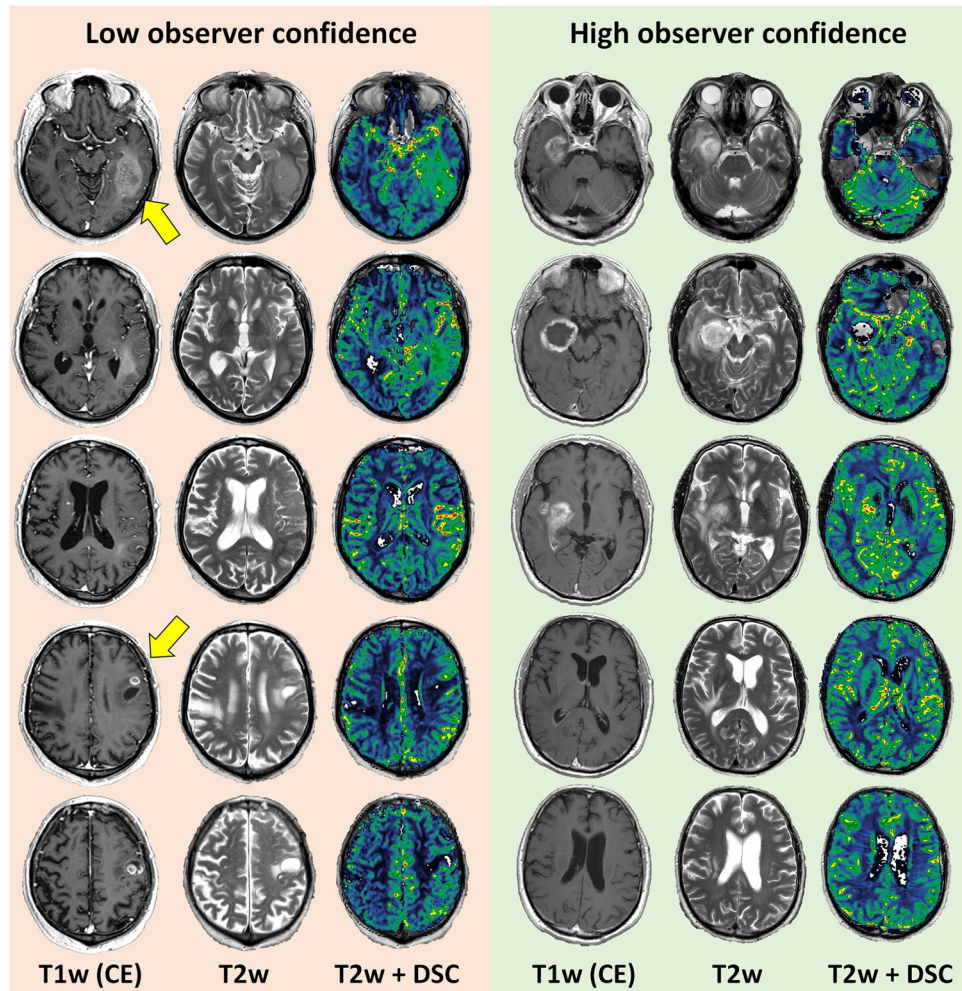 Low observer confidence
High observer confidence
T1w (CE)
T2w
T2w + DSC
T1w (CE)
T2w
T2w + DSC